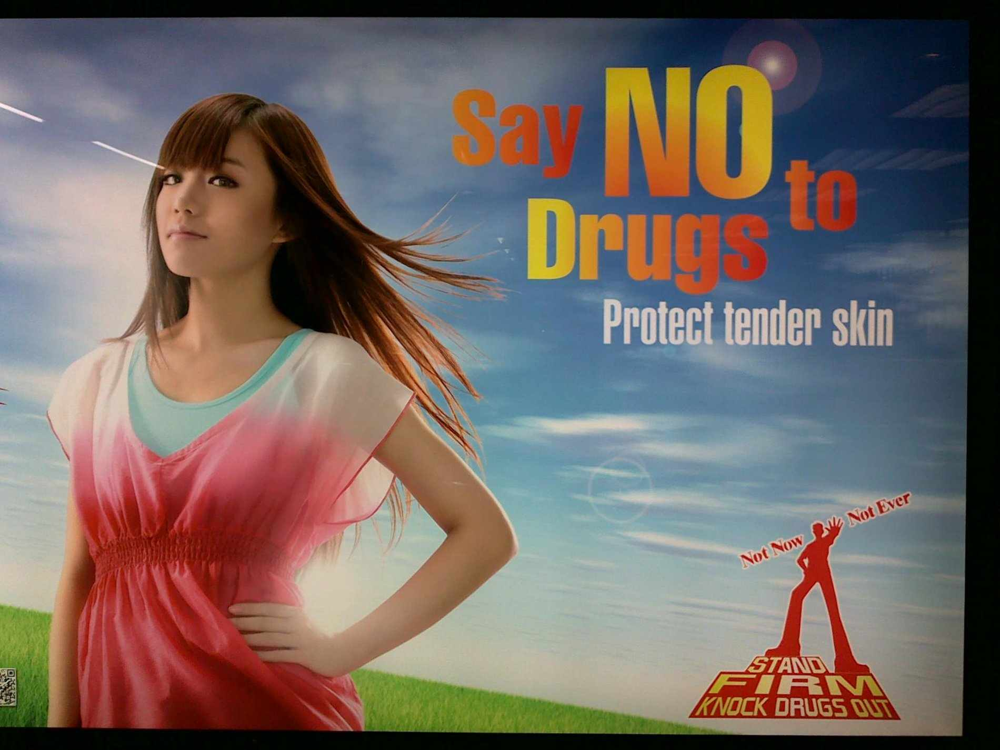 Say NO to
Drugs
Protect tender skin
Not Now Not Ever
STAND
FIRM
KNOCK DRUGS OUT